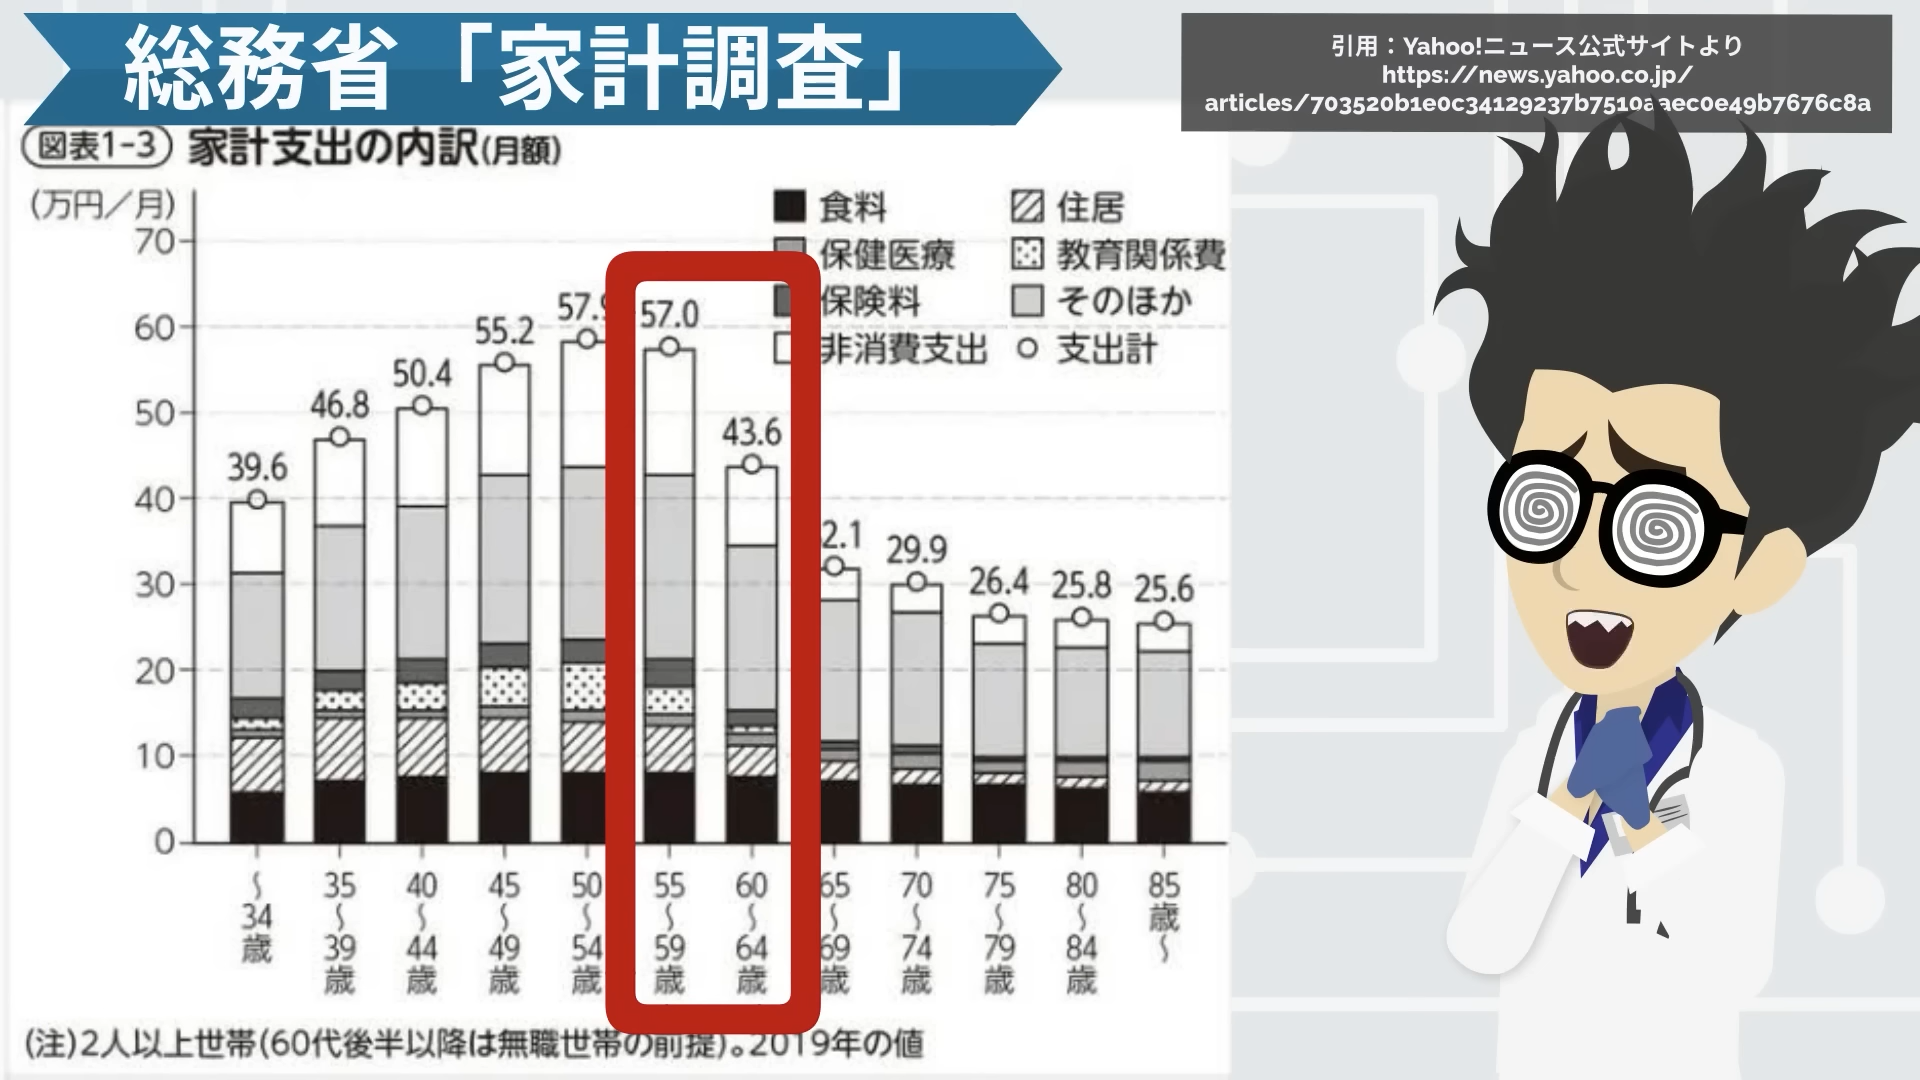 総務省「家計調査」
引用：Yahoo!ニュース公式サイトより
https://news.yahoo.co.jp/
articles/703520b1e0c34129237b7510aaec0e49b7676c8a
図表1-3 家計支出の内訳(月額)
(万円／月)
食料 住居
保健医療 教育関係費
保険料 そのほか
非消費支出 支出計
70
60
50
40
30
20
10
0
39.6
46.8
50.4
55.2
57.9
57.0
43.6
2.1
29.9
26.4
25.8
25.6
〜34歳
35〜39歳
40〜44歳
45〜49歳
50〜54歳
55〜59歳
60〜64歳
65〜69歳
70〜74歳
75〜79歳
80〜84歳
85歳〜
(注)2人以上世帯(60代後半以降は無職世帯の前提)。2019年の値